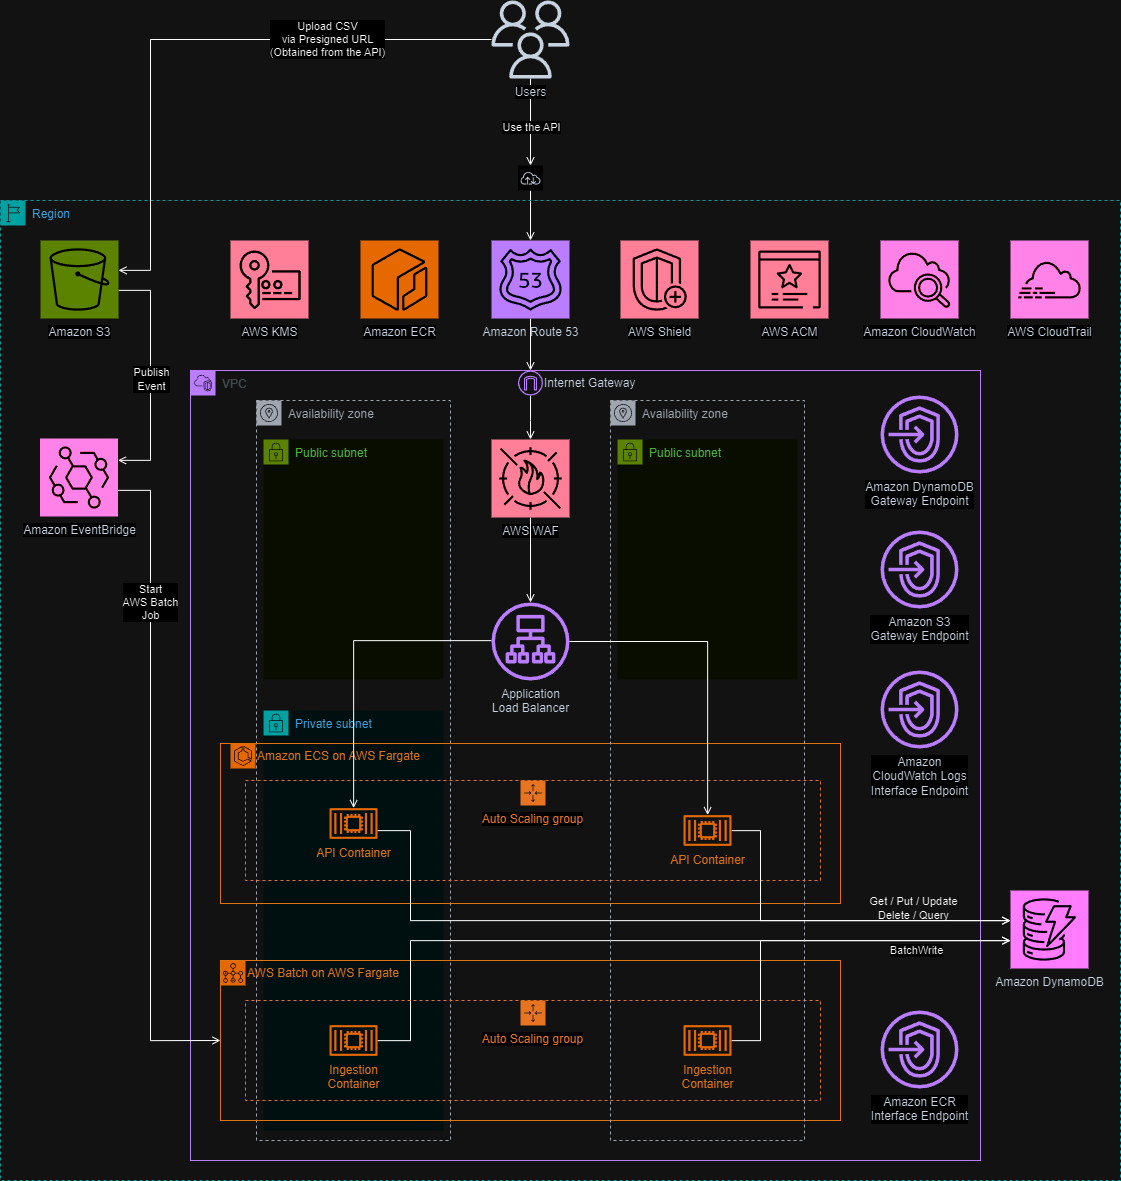 Upload CSV
via Presigned URL
(Obtained from the API)
Users
Use the API
Region
Amazon S3
AWS KMS
Amazon ECR
53
Amazon Route 53
AWS Shield
AWS ACM
Amazon CloudWatch
AWS CloudTrail
Publish
Event
VPC
Internet Gateway
Availability zone
Availability zone
Public subnet
Public subnet
Amazon EventBridge
AWS WAF
Amazon DynamoDB
Gateway Endpoint
Start
AWS Batch
Job
Amazon S3
Gateway Endpoint
Application
Load Balancer
Private subnet
Amazon ECS on AWS Fargate
Amazon
CloudWatch Logs
Interface Endpoint
Auto Scaling group
API Container
API Container
Get / Put / Update
Delete / Query
BatchWrite
Amazon DynamoDB
AWS Batch on AWS Fargate
Auto Scaling group
Ingestion
Container
Ingestion
Container
Amazon ECR
Interface Endpoint